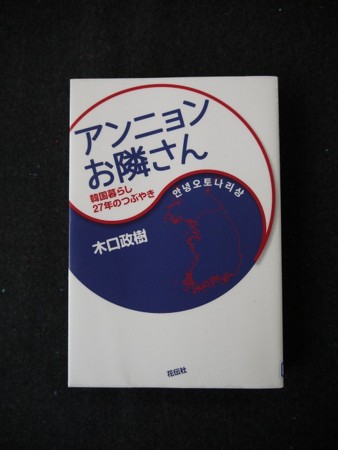 アンニョン
お隣さん
韓国暮らし
27年のつぶやき
안녕오토나리상
木口政樹
花伝社